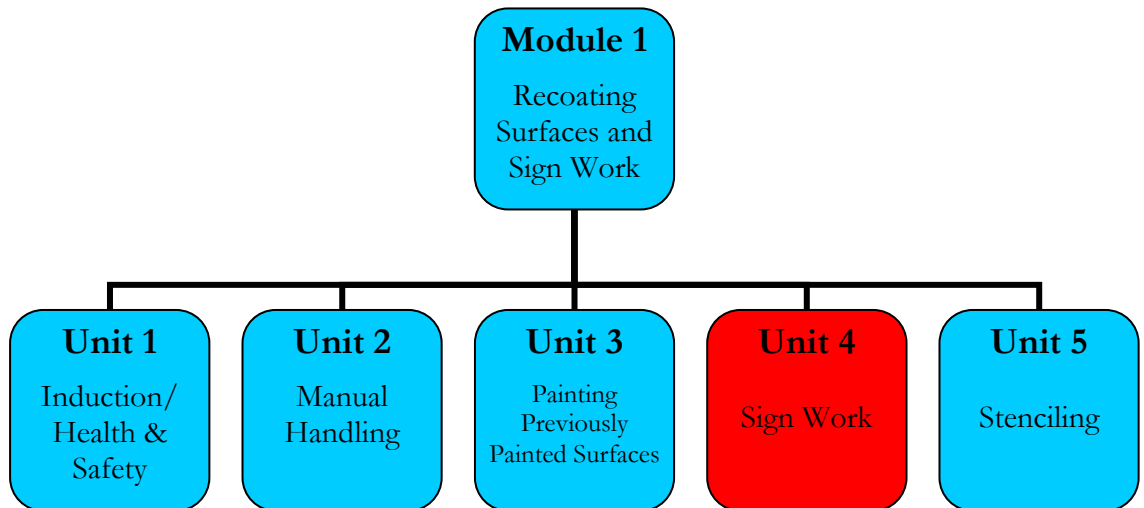 Module 1
Recoating
Surfaces and
Sign Work
Unit 1
Induction/
Health &
Safety
Unit 2
Manual
Handling
Unit 3
Painting
Previously
Painted Surfaces
Unit 4
Sign Work
Unit 5
Stenciling